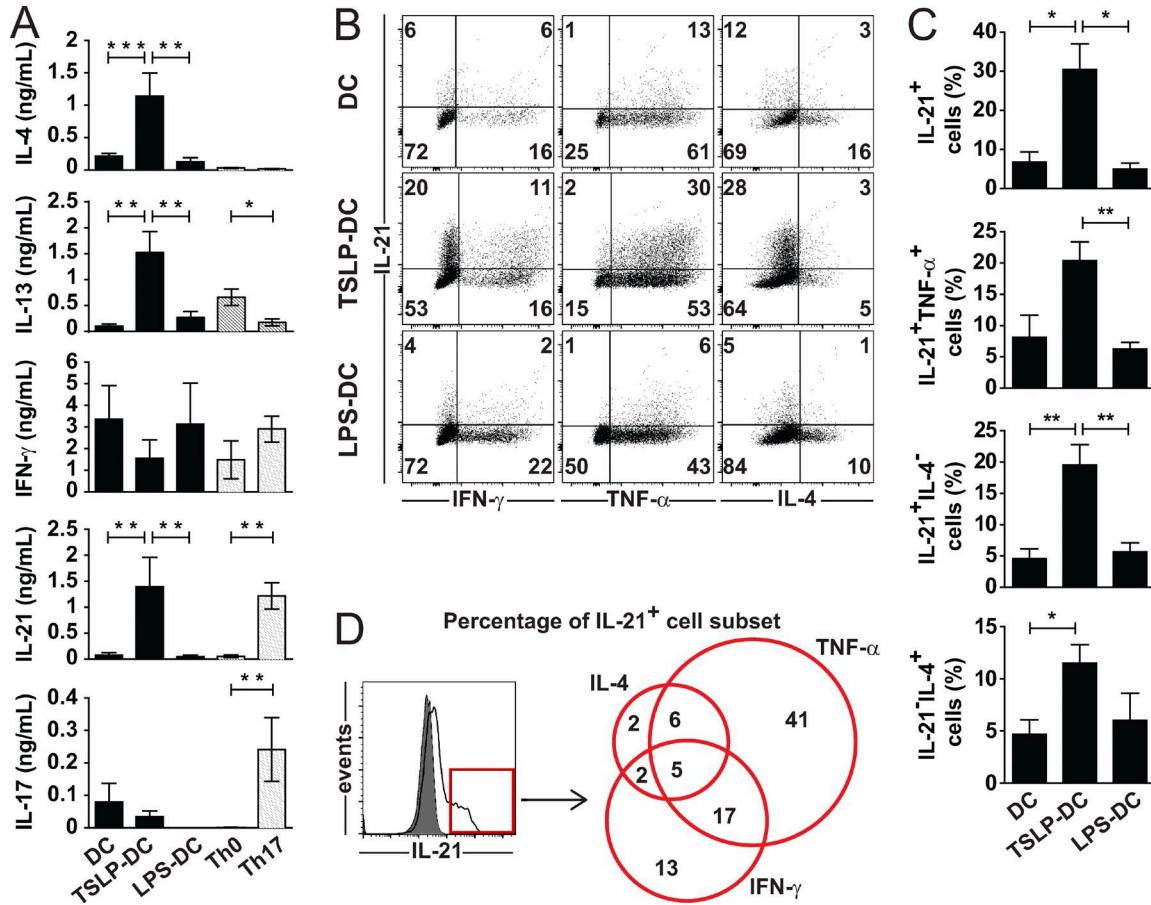 A
IL-4 (ng/mL)
2
1.5
1
0.5
0
* * *
* *
IL-13 (ng/mL)
2.5
2
1.5
1
0.5
0
* *
* *
*
IFN-γ (ng/mL)
6
5
4
3
2
1
0
IL-21 (ng/mL)
2.5
2
1.5
1
0.5
0
* *
* *
* *
IL-17 (ng/mL)
0.4
0.3
0.2
0.1
0
* *
DC
TSLP-DC
LPS-DC
Th0
Th17
B
DC
6 6
72 16
1 13
25 61
12 3
69 16
TSLP-DC
20 11
53 16
2 30
15 53
28 3
64 5
LPS-DC
4 2
72 22
1 6
50 43
5 1
84 10
IL-21
IFN-γ
TNF-α
IL-4
C
IL-21+
cells (%)
40
30
20
10
0
*
*
IL-21+TNF-α+
cells (%)
25
20
15
10
5
0
**
IL-21+IL-4-
cells (%)
25
20
15
10
5
0
**
**
IL-21-IL-4+
cells (%)
15
10
5
0
*
DC
TSLP-DC
LPS-DC
D
Percentage of IL-21+ cell subset
events
IL-21
IL-4
TNF-α
IFN-γ
2
6
41
2
5
17
13